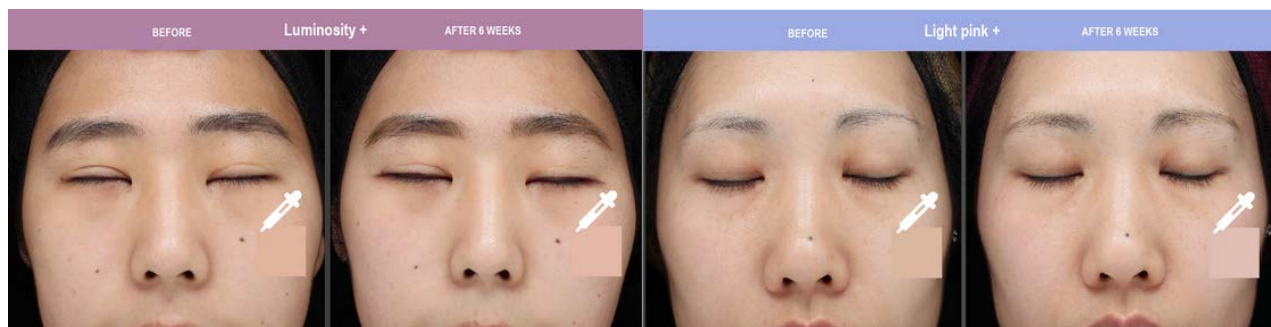 BEFORE Luminosity + AFTER 6 WEEKS
BEFORE Light pink + AFTER 6 WEEKS